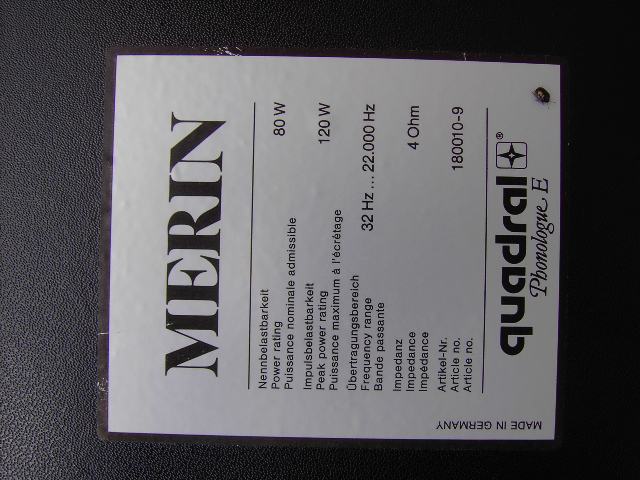 MERIN
Nennbelastbarkeit
Power rating 80 W
Puissance nominale admissible
Impulsbelastbarkeit
Peak power rating 120 W
Puissance maximum à l'écrêtage
Übertragungsbereich
Frequency range 32 Hz ... 22.000 Hz
Bande passante
Impedanz
Impedance 4 Ohm
Impédance
Artikel-Nr.
Article no. 180010-9
Article no.
quadral®
Phonologue E
MADE IN GERMANY